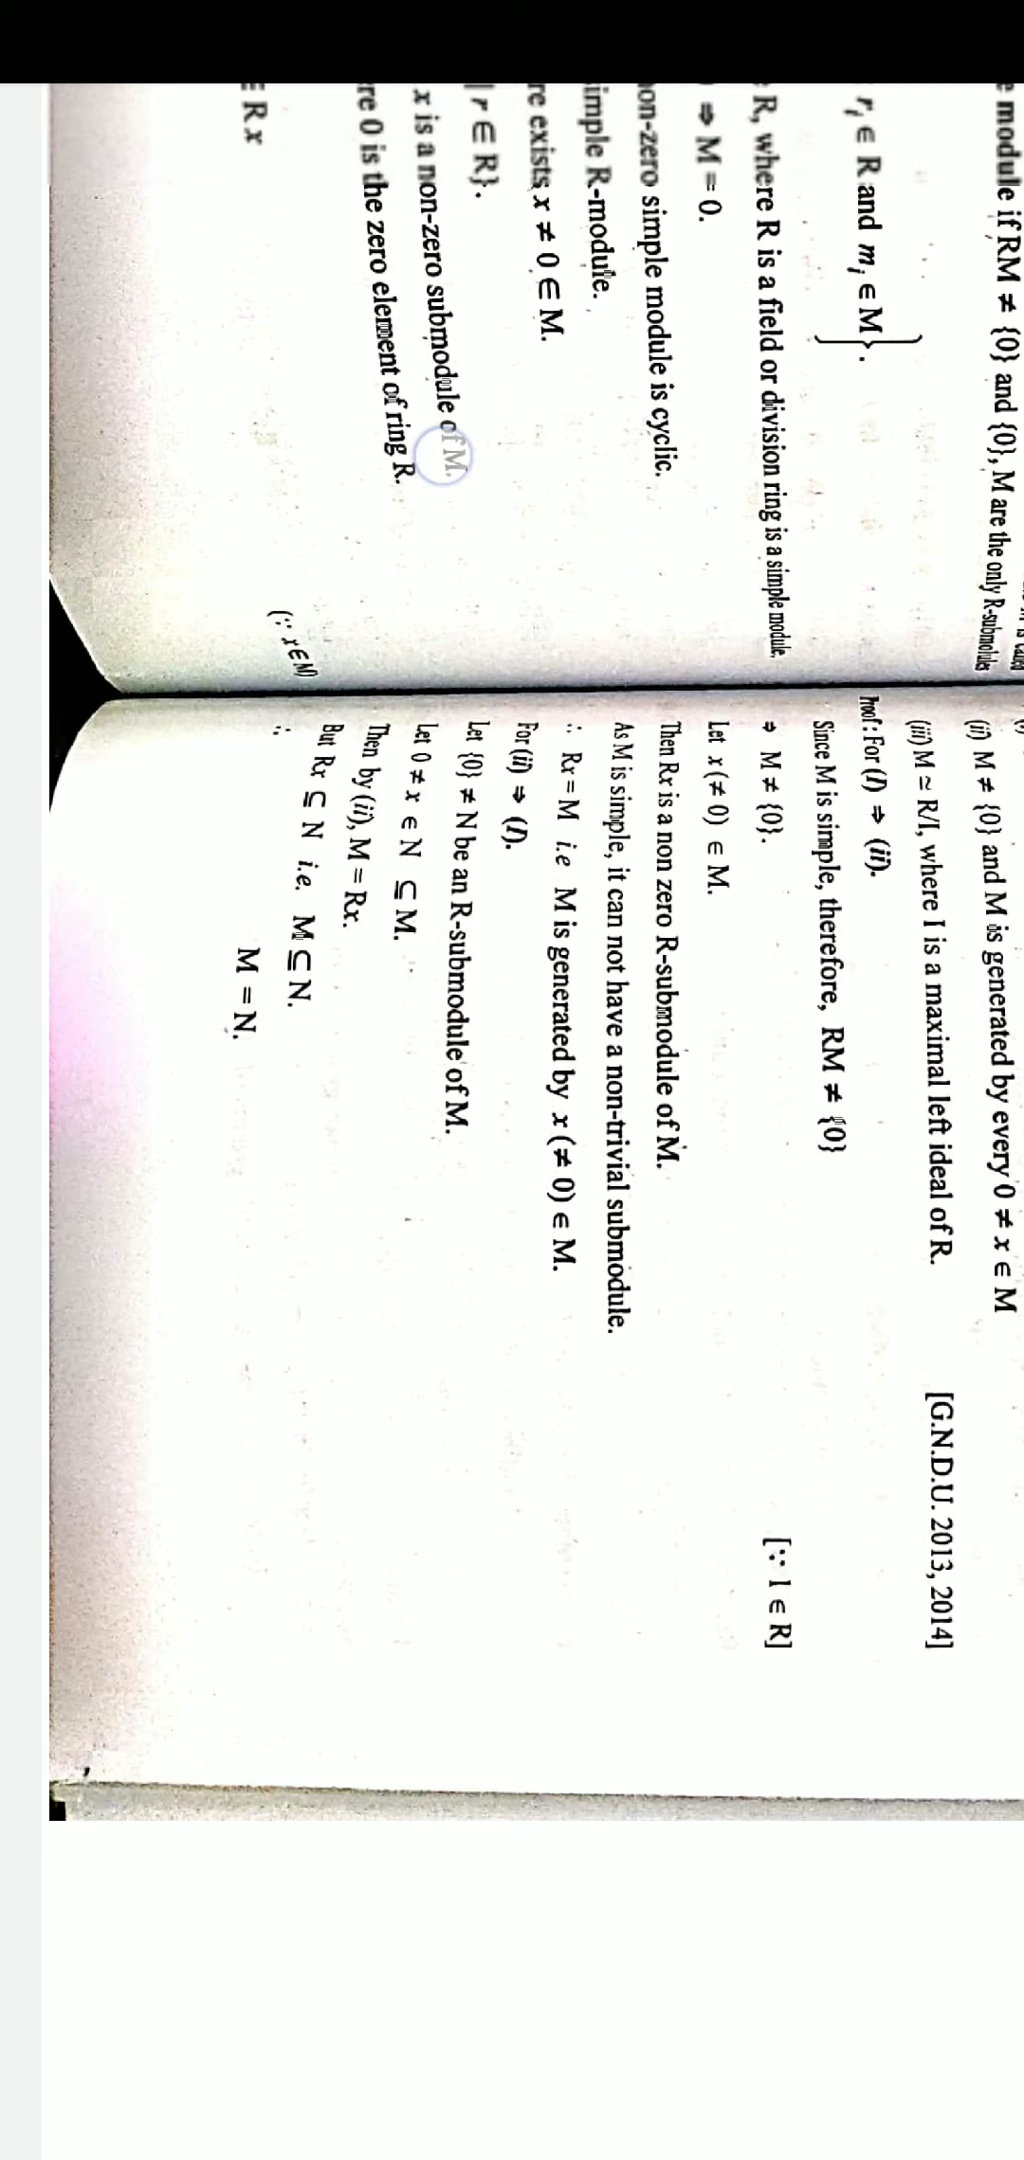 e module if RM ≠ {0} and {0}, M are the only R-submodules
r_i ∈ R and m_i ∈ M}.
R, where R is a field or division ring is a simple module.
⇒ M = 0.
on-zero simple module is cyclic.
imple R-module.
re exists x ≠ 0 ∈ M.
| r ∈ R}.
x is a non-zero submodule of M.
re 0 is the zero element of ring R.
(∵ x ∈ M)
∈ R x
(ii) M ≠ {0} and M is generated by every 0 ≠ x ∈ M
(iii) M ≃ R/I, where I is a maximal left ideal of R. [G.N.D.U. 2013, 2014]
Proof : For (I) ⇒ (ii).
Since M is simple, therefore, RM ≠ {0}
⇒ M ≠ {0}. [∵ 1 ∈ R]
Let x (≠ 0) ∈ M.
Then Rx is a non zero R-submodule of M.
As M is simple, it can not have a non-trivial submodule.
∴ Rx = M i.e M is generated by x (≠ 0) ∈ M.
For (ii) ⇒ (I).
Let {0} ≠ N be an R-submodule of M.
Let 0 ≠ x ∈ N ⊆ M.
Then by (ii), M = Rx.
But Rx ⊆ N i.e. M ⊆ N.
∴ M = N.